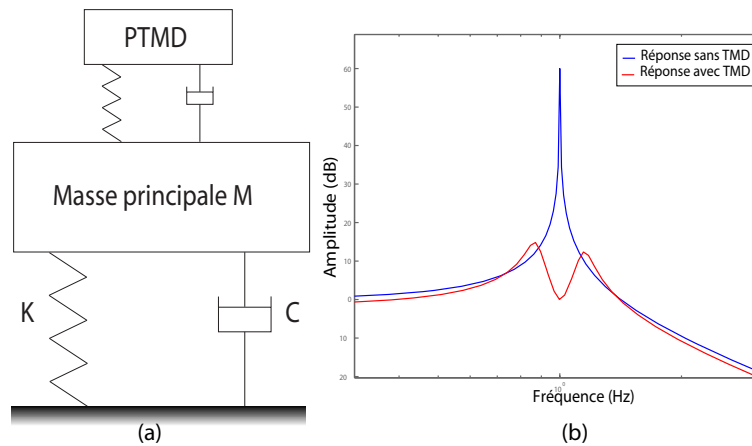 PTMD
Masse principale M
K
C
(a)
Réponse sans TMD
Réponse avec TMD
Amplitude (dB)
60
50
40
30
20
10
0
10
20
10⁰
Fréquence (Hz)
(b)